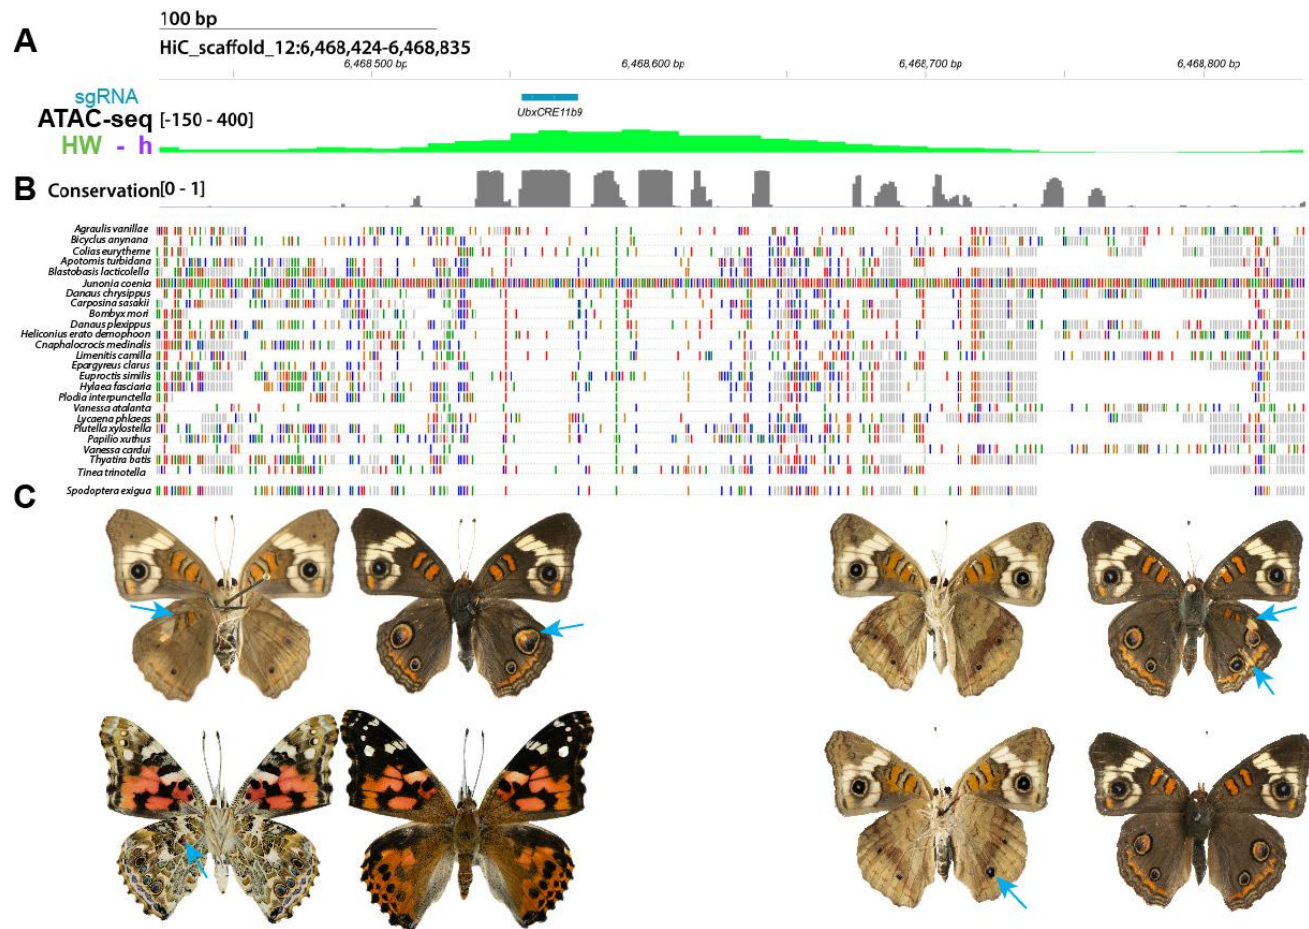 100 bp
A
HiC_scaffold_12:6,468,424-6,468,835
6,468,500 bp 6,468,600 bp 6,468,700 bp 6,468,800 bp
sgRNA
UbxCRE11b9
ATAC-seq [-150 - 400]
HW - h
B Conservation [0 - 1]
Agraulis vanillae
Bicyclus anynana
Colias eurytheme
Apotomis turbidana
Blastobasis lacticolella
Junonia coenia
Danaus chrysippus
Carposina sasakii
Bombyx mori
Danaus plexippus
Heliconius erato demophoon
Cnaphalocrocis medinalis
Limenitis camilla
Epargyreus clarus
Euproctis similis
Hylaea fasciaria
Plodia interpunctella
Vanessa atalanta
Lycaena phlaeas
Plutella xylostella
Papilio xuthus
Vanessa cardui
Thyatira batis
Tinea trinotella
Spodoptera exigua
C